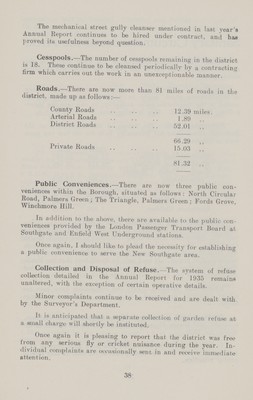 The mechanical street gully cleanser mentioned in last year's
Annual Report continues to be hired under contract, and has
proved its usefulness beyond question.
Cesspools.—The number of cesspools remaining in the district
is 18. These continue to be cleansed periodically by a contracting
firm which carries out the work in an unexceptionable manner.
Roads.—There are now more than 81 miles of roads in the
district, made up as follows:—
County Roads .. .. .. 12.39 miles
Arterial Roads .. .. .. 1.89 ,,
District Roads .. .. .. 52.01 ,,
66.29 ,,
Private Roads .. .. .. 15.03 ,,
81.32 ,,
Public Conveniences.—There are now three public con-
veniences within the Borough, situated as follows: North Circular
Road, Palmers Green; The Triangle, Palmers Green; Fords Grove,
Winchmore Hill.
In addition to the above, there are available to the public con-
veniences provided by the London Passenger Transport Board at
Southgate and Enfield West Underground stations.
Once again, I should like to plead the necessity for establishing
a public convenience to serve the New Southgate area.
Collection and Disposal of Refuse.—The system of refuse
collection detailed in the Annual Report for 1935 remains
unaltered, with the exception of certain operative details.
Minor complaints continue to be received and are dealt with
by the Surveyor's Department.
It is anticipated that a separate collection of garden refuse at
a small charge will shortly be instituted.
Once again it is pleasing to report that the district was free
from any serious fly or cricket nuisance during the year. In-
dividual complaints are occasionally sent in and receive immediate
attention.
38